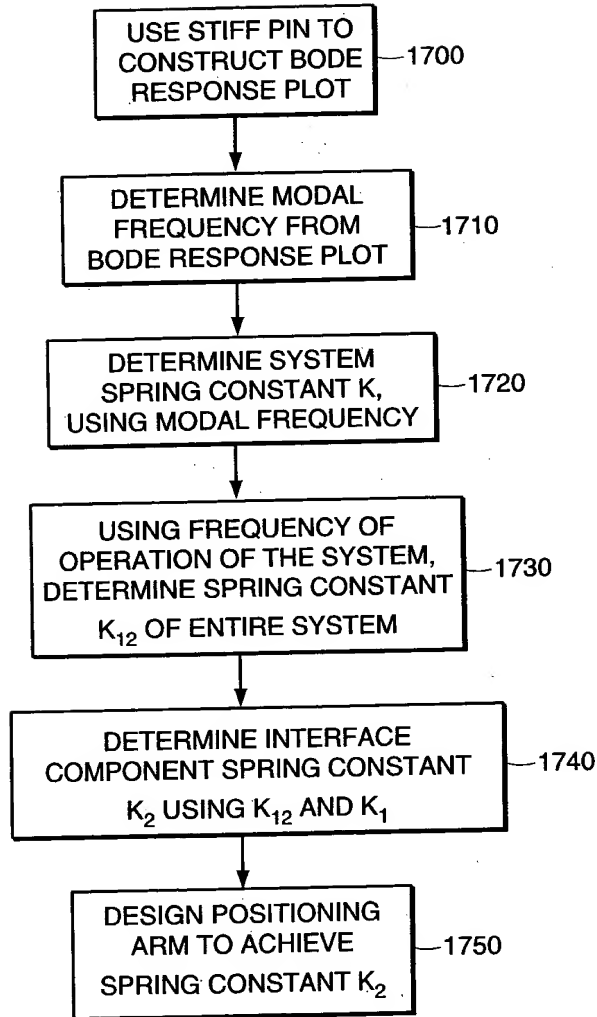 USE STIFF PIN TO
CONSTRUCT BODE
RESPONSE PLOT
1700
DETERMINE MODAL
FREQUENCY FROM
BODE RESPONSE PLOT
1710
DETERMINE SYSTEM
SPRING CONSTANT K,
USING MODAL FREQUENCY
1720
USING FREQUENCY OF
OPERATION OF THE SYSTEM,
DETERMINE SPRING CONSTANT
K₁₂ OF ENTIRE SYSTEM
1730
DETERMINE INTERFACE
COMPONENT SPRING CONSTANT
K₂ USING K₁₂ AND K₁
1740
DESIGN POSITIONING
ARM TO ACHIEVE
SPRING CONSTANT K₂
1750